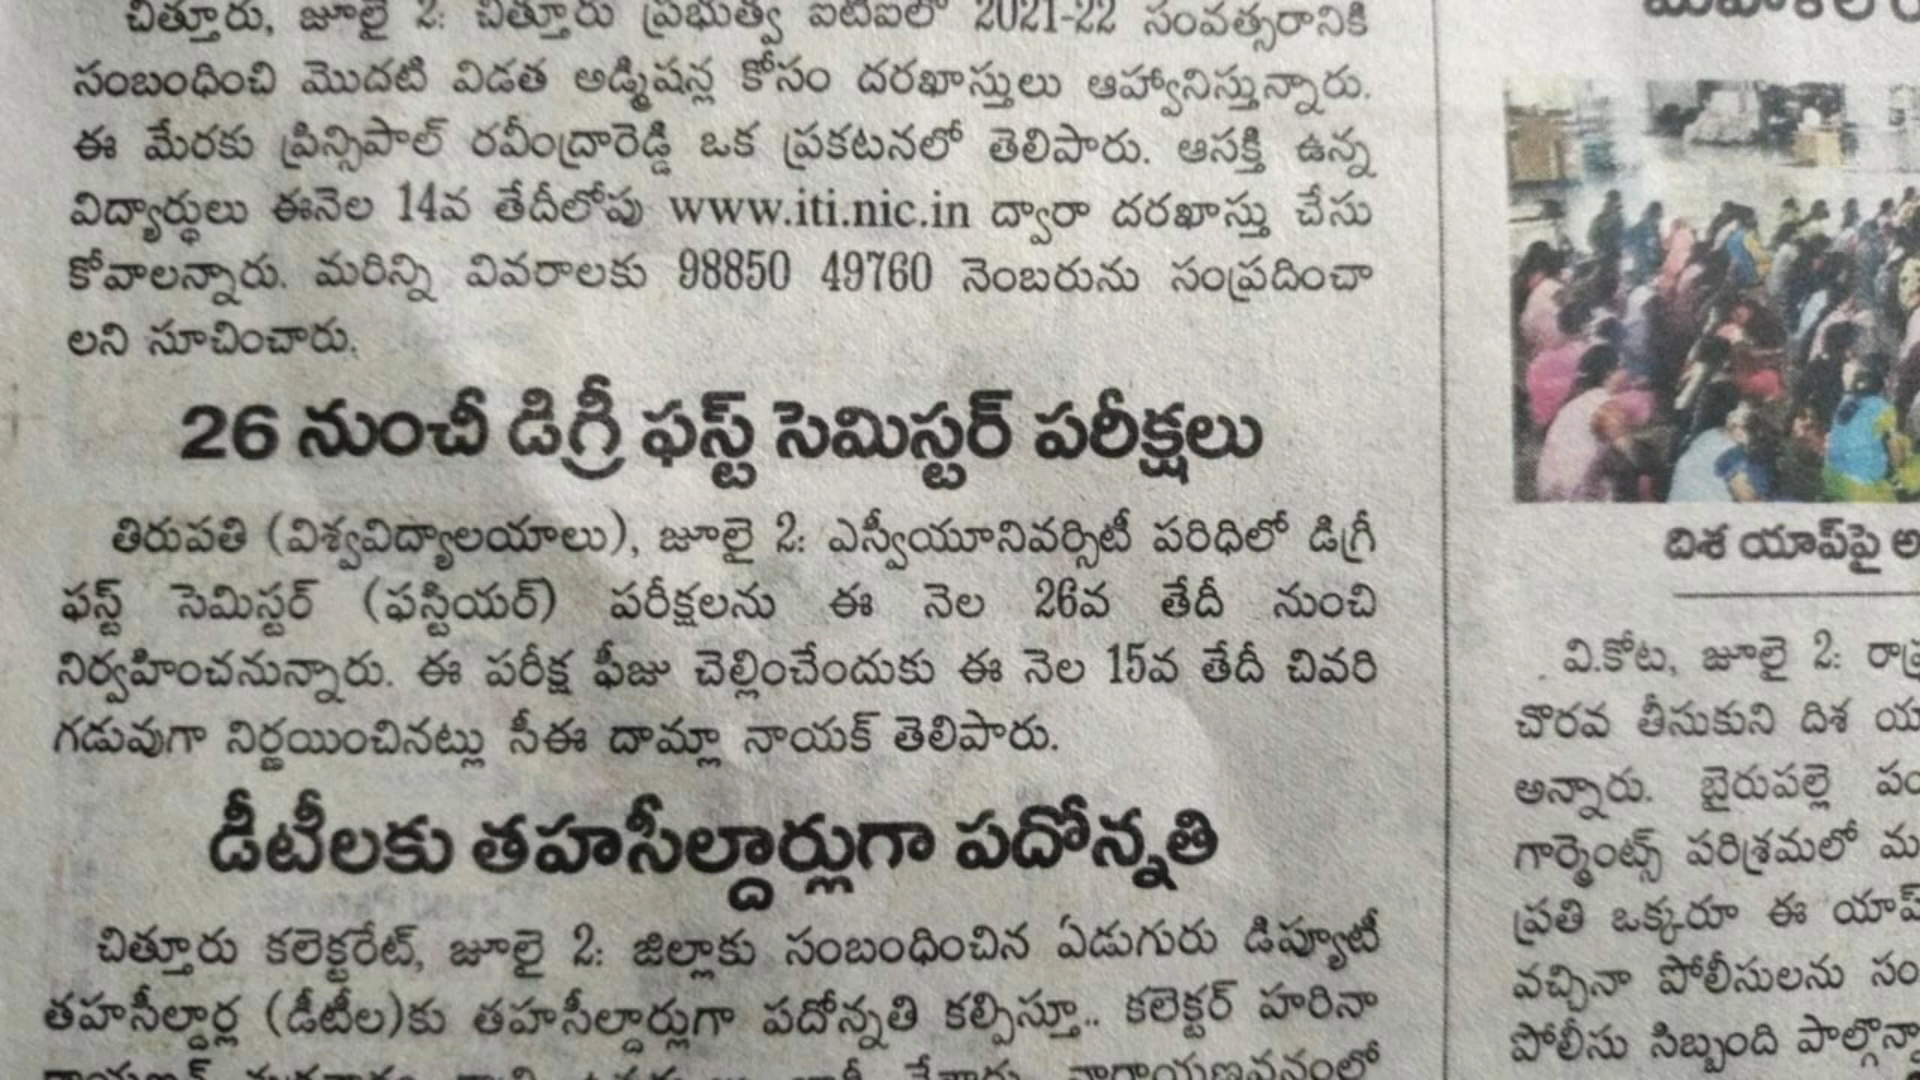 చిత్తూరు, జూలై 2: చిత్తూరు ప్రభుత్వ ఐటీఐలో 2021-22 సంవత్సరానికి
సంబంధించి మొదటి విడత అడ్మిషన్ల కోసం దరఖాస్తులు ఆహ్వానిస్తున్నారు.
ఈ మేరకు ప్రిన్సిపాల్ రవీంద్రారెడ్డి ఒక ప్రకటనలో తెలిపారు. ఆసక్తి ఉన్న
విద్యార్థులు ఈనెల 14వ తేదీలోపు www.iti.nic.in ద్వారా దరఖాస్తు చేసు
కోవాలన్నారు. మరిన్ని వివరాలకు 98850 49760 నెంబరును సంప్రదించా
లని సూచించారు.
26 నుంచీ డిగ్రీ ఫస్ట్ సెమిస్టర్ పరీక్షలు
తిరుపతి (విశ్వవిద్యాలయాలు), జూలై 2: ఎస్వీయూనివర్సిటీ పరిధిలో డిగ్రీ
ఫస్ట్ సెమిస్టర్ (ఫస్టియర్) పరీక్షలను ఈ నెల 26వ తేదీ నుంచి
నిర్వహించనున్నారు. ఈ పరీక్ష ఫీజు చెల్లించేందుకు ఈ నెల 15వ తేదీ చివరి
గడువుగా నిర్ణయించినట్లు సీఈ దామ్లా నాయక్ తెలిపారు.
డీటీలకు తహసీల్దార్లుగా పదోన్నతి
చిత్తూరు కలెక్టరేట్, జూలై 2: జిల్లాకు సంబంధించిన ఏడుగురు డిప్యూటీ
తహసీల్దార్ల (డీటీల)కు తహసీల్దార్లుగా పదోన్నతి కల్పిస్తూ.. కలెక్టర్ హరినా
నారాయణవనంలో
దిశ యాప్‌పై
వి.కోట, జూలై 2:
చొరవ తీసుకుని దిశ
అన్నారు. బైరుపల్లె
గార్మెంట్స్ పరిశ్రమలో
ప్రతి ఒక్కరూ ఈ యాప్
వచ్చినా పోలీసులను
పోలీసు సిబ్బంది